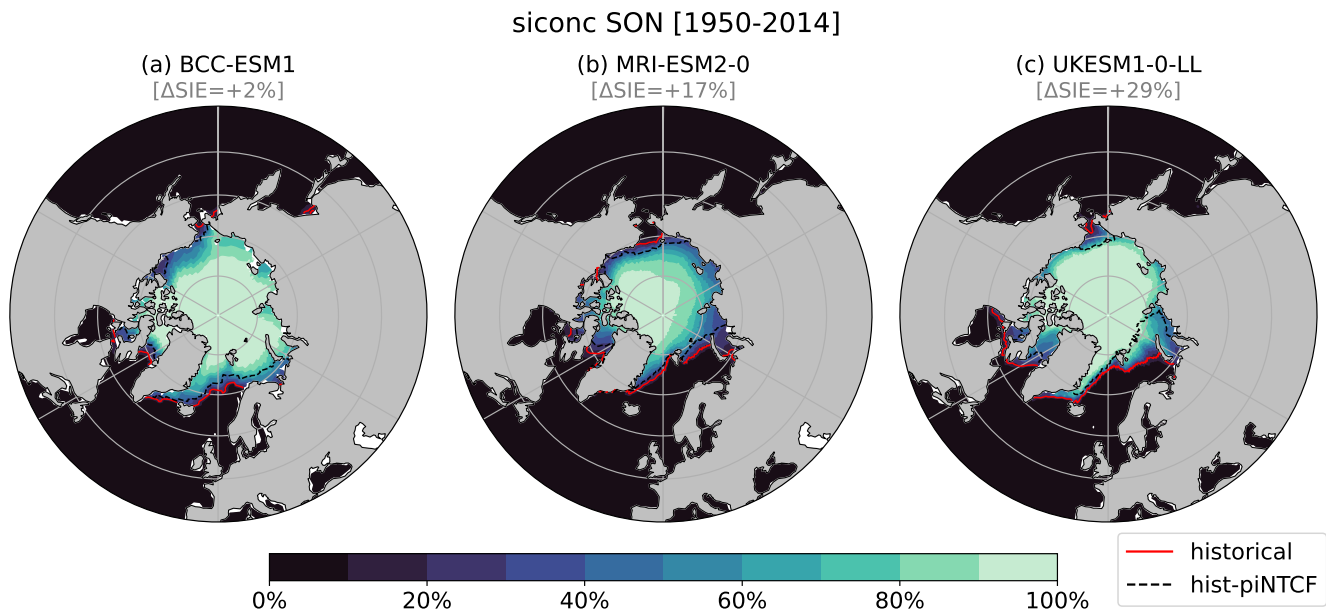 siconc SON [1950-2014]
(a) BCC-ESM1
[ΔSIE=+2%]
(b) MRI-ESM2-0
[ΔSIE=+17%]
(c) UKESM1-0-LL
[ΔSIE=+29%]
0%
20%
40%
60%
80%
100%
historical
hist-piNTCF